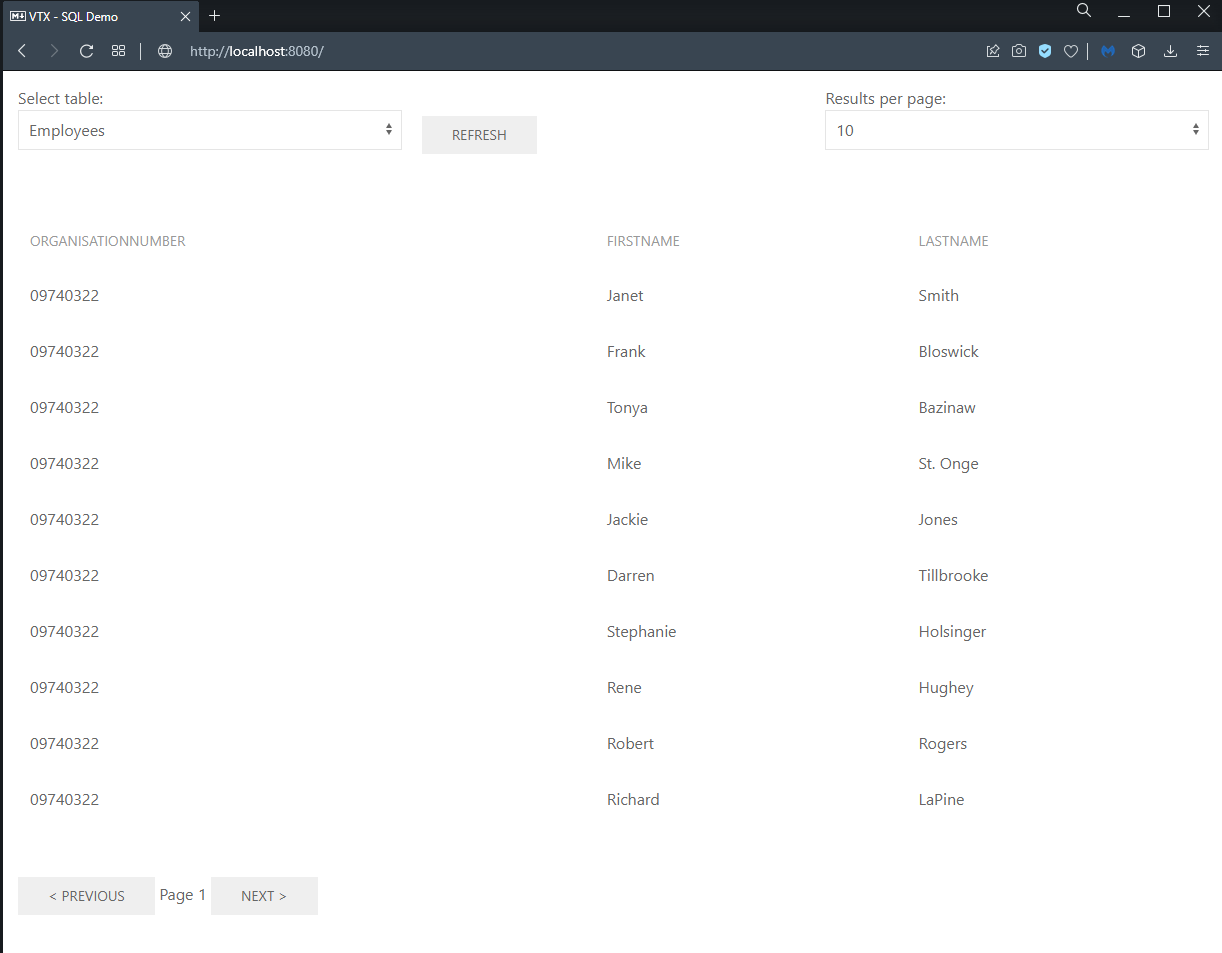 VTX - SQL Demo
http://localhost:8080/
Select table:
Results per page:
Employees
REFRESH
10
ORGANISATIONNUMBER FIRSTNAME LASTNAME
09740322 Janet Smith
09740322 Frank Bloswick
09740322 Tonya Bazinaw
09740322 Mike St. Onge
09740322 Jackie Jones
09740322 Darren Tillbrooke
09740322 Stephanie Holsinger
09740322 Rene Hughey
09740322 Robert Rogers
09740322 Richard LaPine
< PREVIOUS Page 1 NEXT >